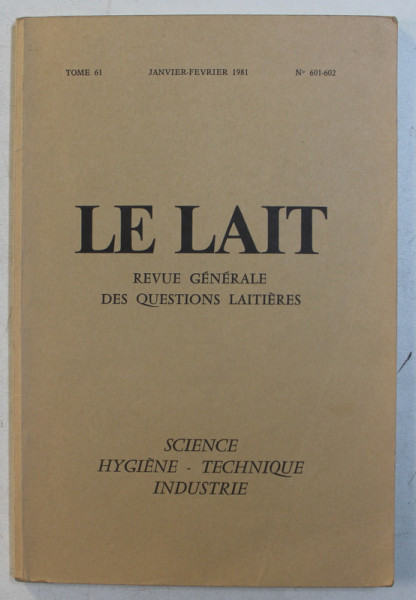 TOME 61 JANVIER-FEVRIER 1981 N° 601-602
LE LAIT
REVUE GÉNÉRALE
DES QUESTIONS LAITIÈRES
SCIENCE
HYGIÈNE - TECHNIQUE
INDUSTRIE